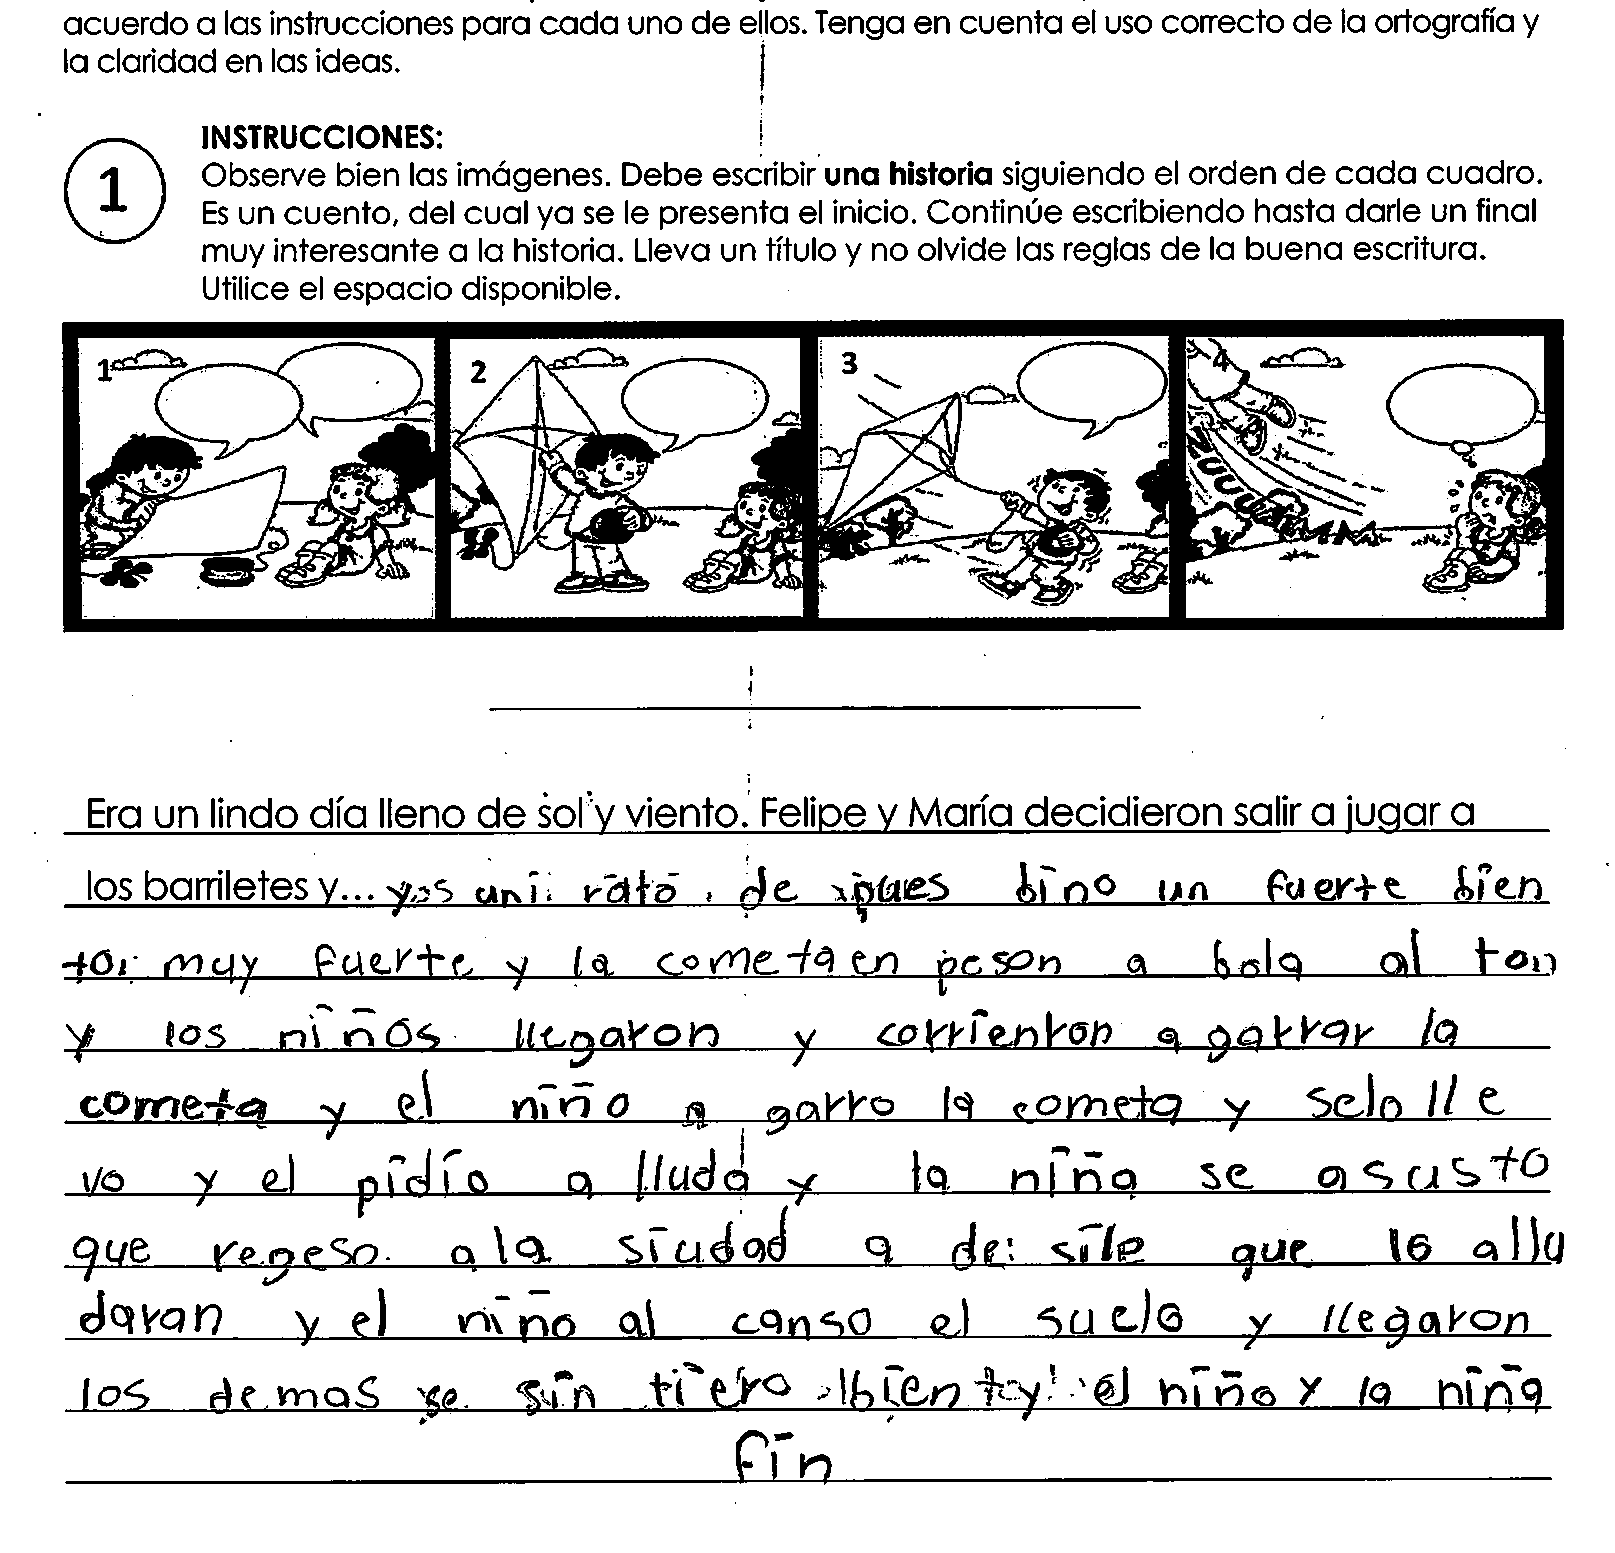 acuerdo a las instrucciones para cada uno de ellos. Tenga en cuenta el uso correcto de la ortografía y
la claridad en las ideas.
1
INSTRUCCIONES:
Observe bien las imágenes. Debe escribir una historia siguiendo el orden de cada cuadro.
Es un cuento, del cual ya se le presenta el inicio. Continúe escribiendo hasta darle un final
muy interesante a la historia. Lleva un título y no olvide las reglas de la buena escritura.
Utilice el espacio disponible.
1 2 3 4
ZUUUUMMM
Era un lindo día lleno de sol y viento. Felipe y María decidieron salir a jugar a
los barriletes y... rato de pues bino un fuerte bien
to muy fuerte y la cometa en peson a bola al ton
y los niños llegaron y corrienron a garrar la
cometa y el niño a garro la cometa y selo lle
vo y el pidio a lluda y la niña se asusto
que regeso a la siudad a de sile que lo allu
daran y el niño al canso el suelo y llegaron
los demas se sin tiero bien y el niño y la niña
fin